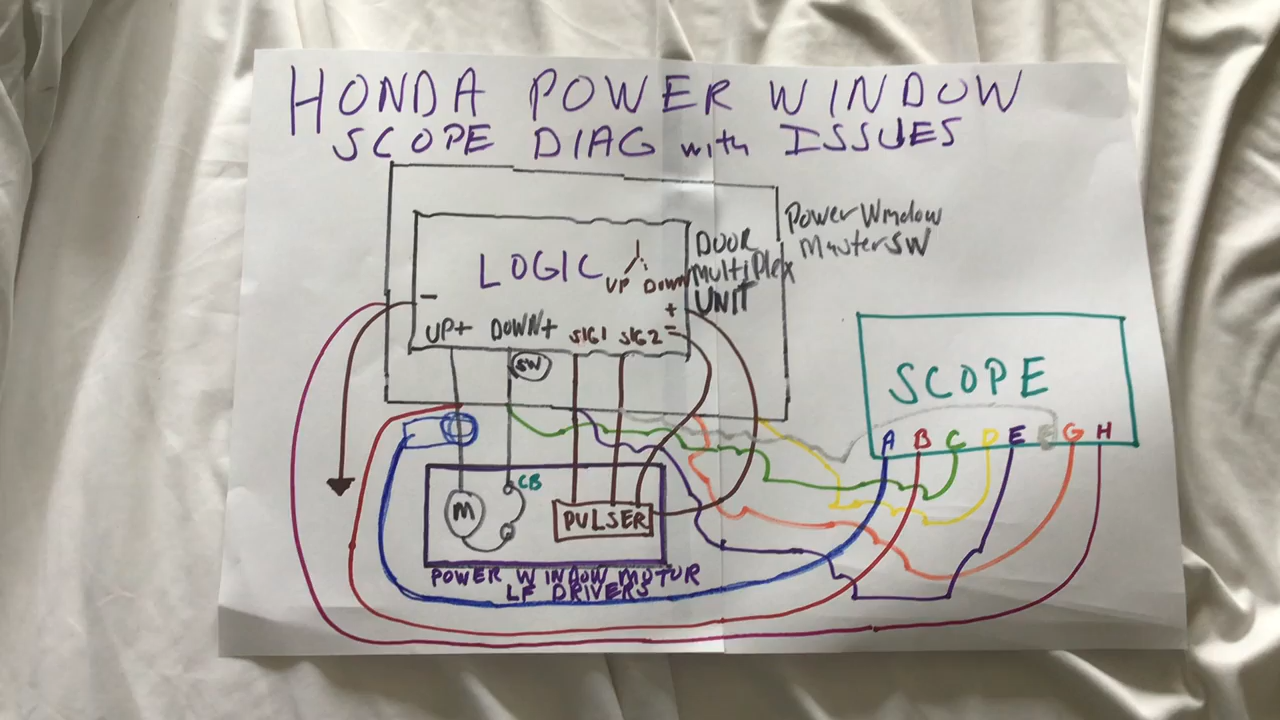 HONDA POWER WINDOW
SCOPE DIAG with ISSUES
Power Window
Master SW
DOOR
MultiPlex
UNIT
LOGIC
UP Down
-
+
-
UP+ DOWN+ SIG1 SIG2
SW
SCOPE
A B C D E F G H
CB
M
PULSER
POWER WINDOW MOTOR
LF DRIVERS